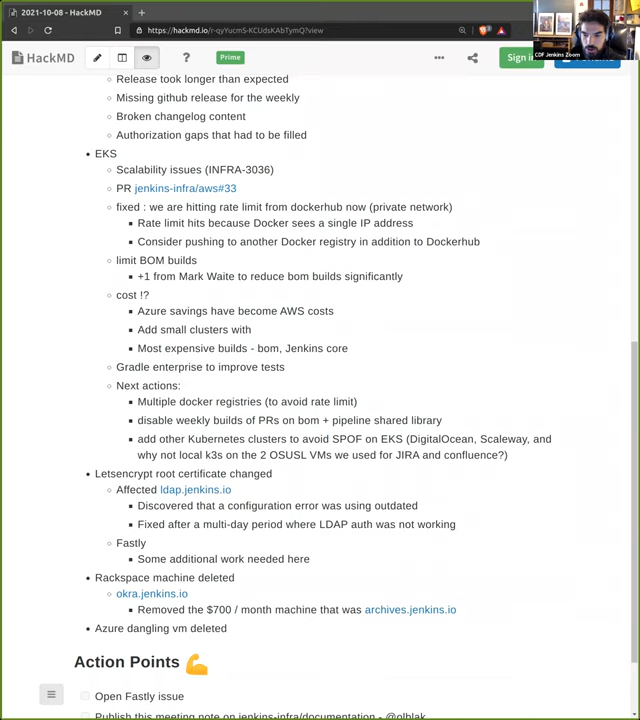 2021-10-08 - HackMD
https://hackmd.io/r-qyYucmS-KCUdsKAbTymQ?view
CDF Jenkins Zoom
HackMD
Prime
Sign in
Release took longer than expected
Missing github release for the weekly
Broken changelog content
Authorization gaps that had to be filled
EKS
Scalability issues (INFRA-3036)
PR jenkins-infra/aws#33
fixed : we are hitting rate limit from dockerhub now (private network)
Rate limit hits because Docker sees a single IP address
Consider pushing to another Docker registry in addition to Dockerhub
limit BOM builds
+1 from Mark Waite to reduce bom builds significantly
cost !?
Azure savings have become AWS costs
Add small clusters with
Most expensive builds - bom, Jenkins core
Gradle enterprise to improve tests
Next actions:
Multiple docker registries (to avoid rate limit)
disable weekly builds of PRs on bom + pipeline shared library
add other Kubernetes clusters to avoid SPOF on EKS (DigitalOcean, Scaleway, and
why not local k3s on the 2 OSUSL VMs we used for JIRA and confluence?)
Letsencrypt root certificate changed
Affected ldap.jenkins.io
Discovered that a configuration error was using outdated
Fixed after a multi-day period where LDAP auth was not working
Fastly
Some additional work needed here
Rackspace machine deleted
okra.jenkins.io
Removed the $700 / month machine that was archives.jenkins.io
Azure dangling vm deleted
Action Points 💪
Open Fastly issue
Publish this meeting note on jenkins-infra/documentation - @olblak